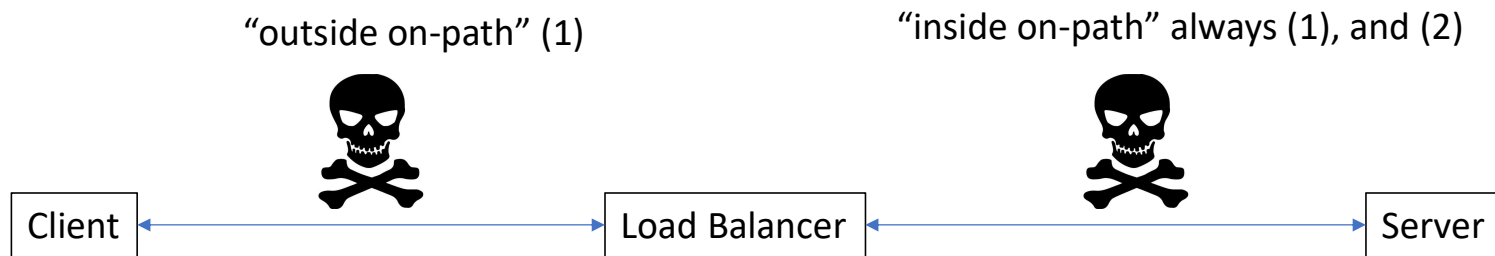 “outside on-path” (1)
“inside on-path” always (1), and (2)
Client
Load Balancer
Server